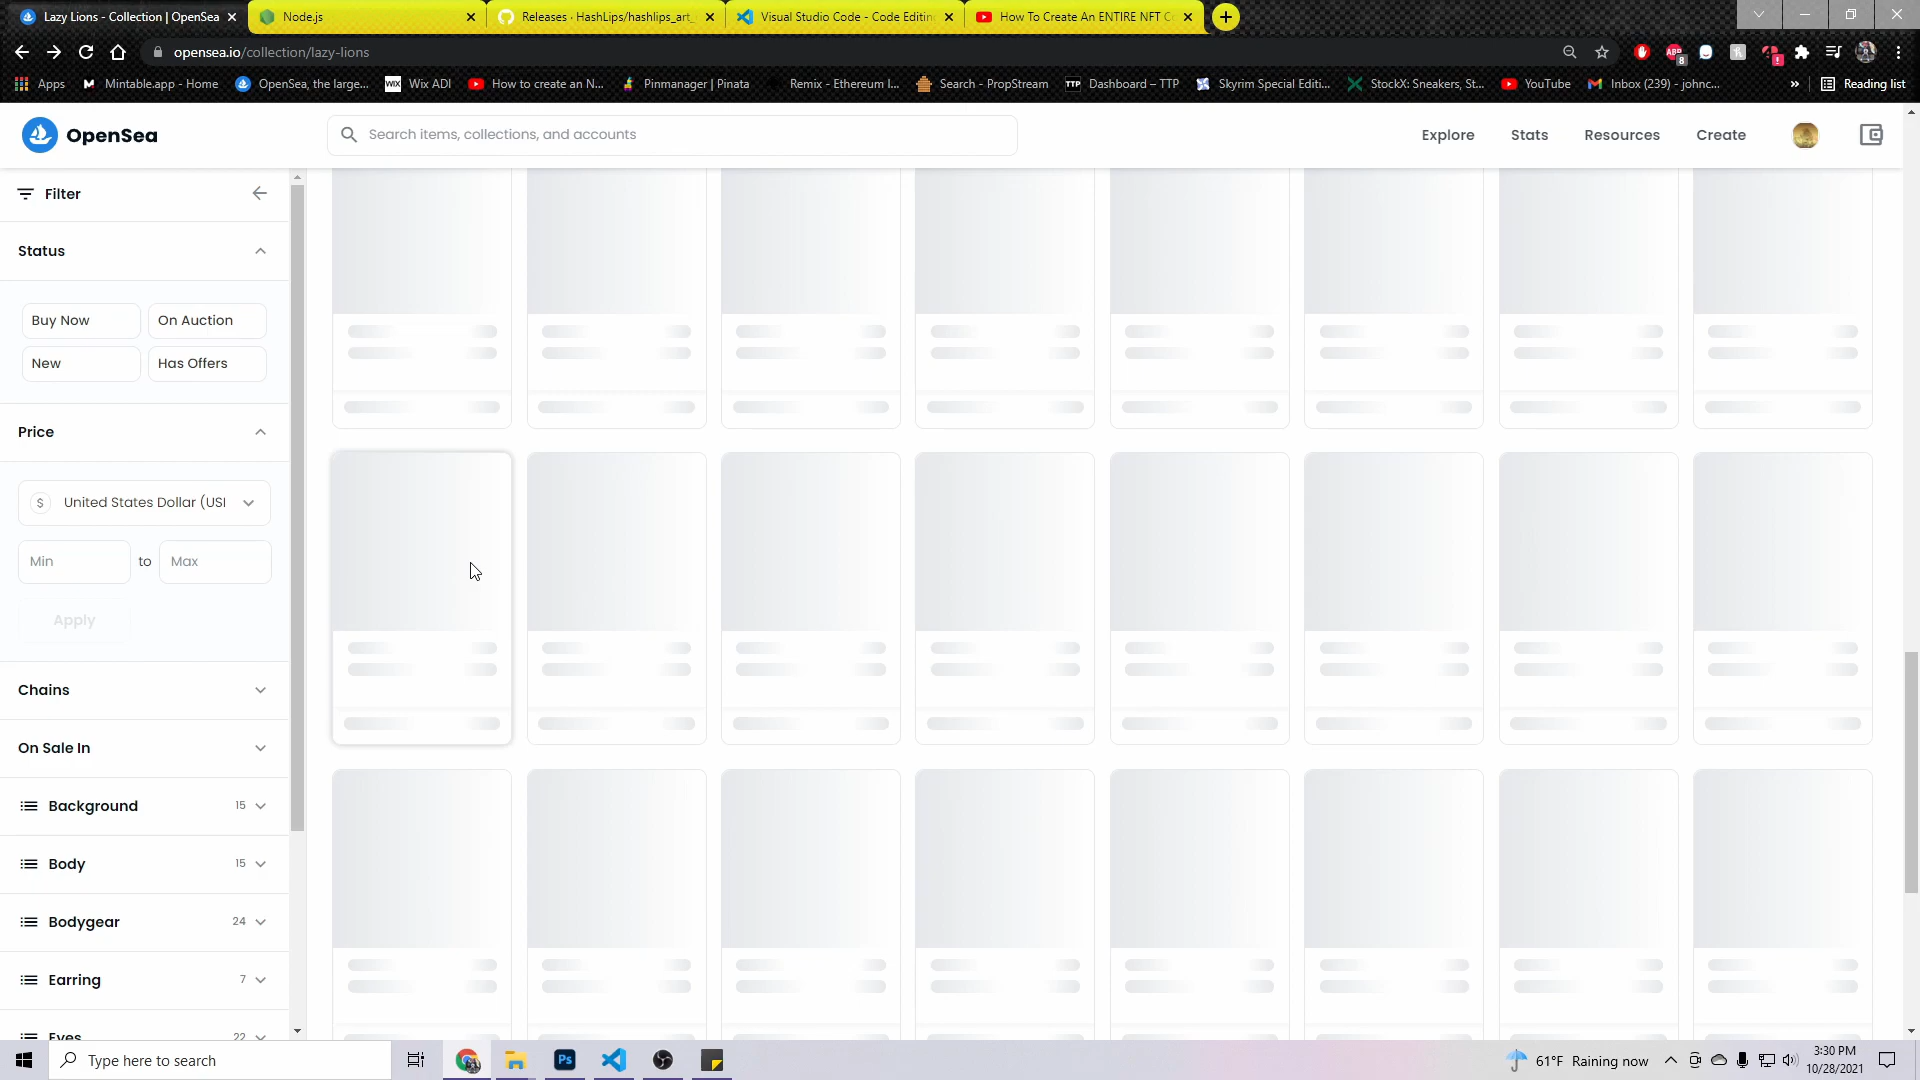 Lazy Lions - Collection | OpenSea
Node.js
Releases · HashLips/hashlips_art_
Visual Studio Code - Code Editing
How To Create An ENTIRE NFT C
opensea.io/collection/lazy-lions
8
Apps
Mintable.app - Home
OpenSea, the large...
Wix ADI
How to create an N...
Pinmanager | Pinata
Remix - Ethereum I...
Search - PropStream
TTP
Dashboard – TTP
Skyrim Special Editi...
StockX: Sneakers, St...
YouTube
Inbox (239) - johnc...
»
Reading list
OpenSea
Search items, collections, and accounts
Explore
Stats
Resources
Create
Filter
Status
Buy Now
On Auction
New
Has Offers
Price
$ United States Dollar (USI
Min to Max
Apply
Chains
On Sale In
Background 15
Body 15
Bodygear 24
Earring 7
Eyes 22
Type here to search
Ps
61°F Raining now
3:30 PM
10/28/2021